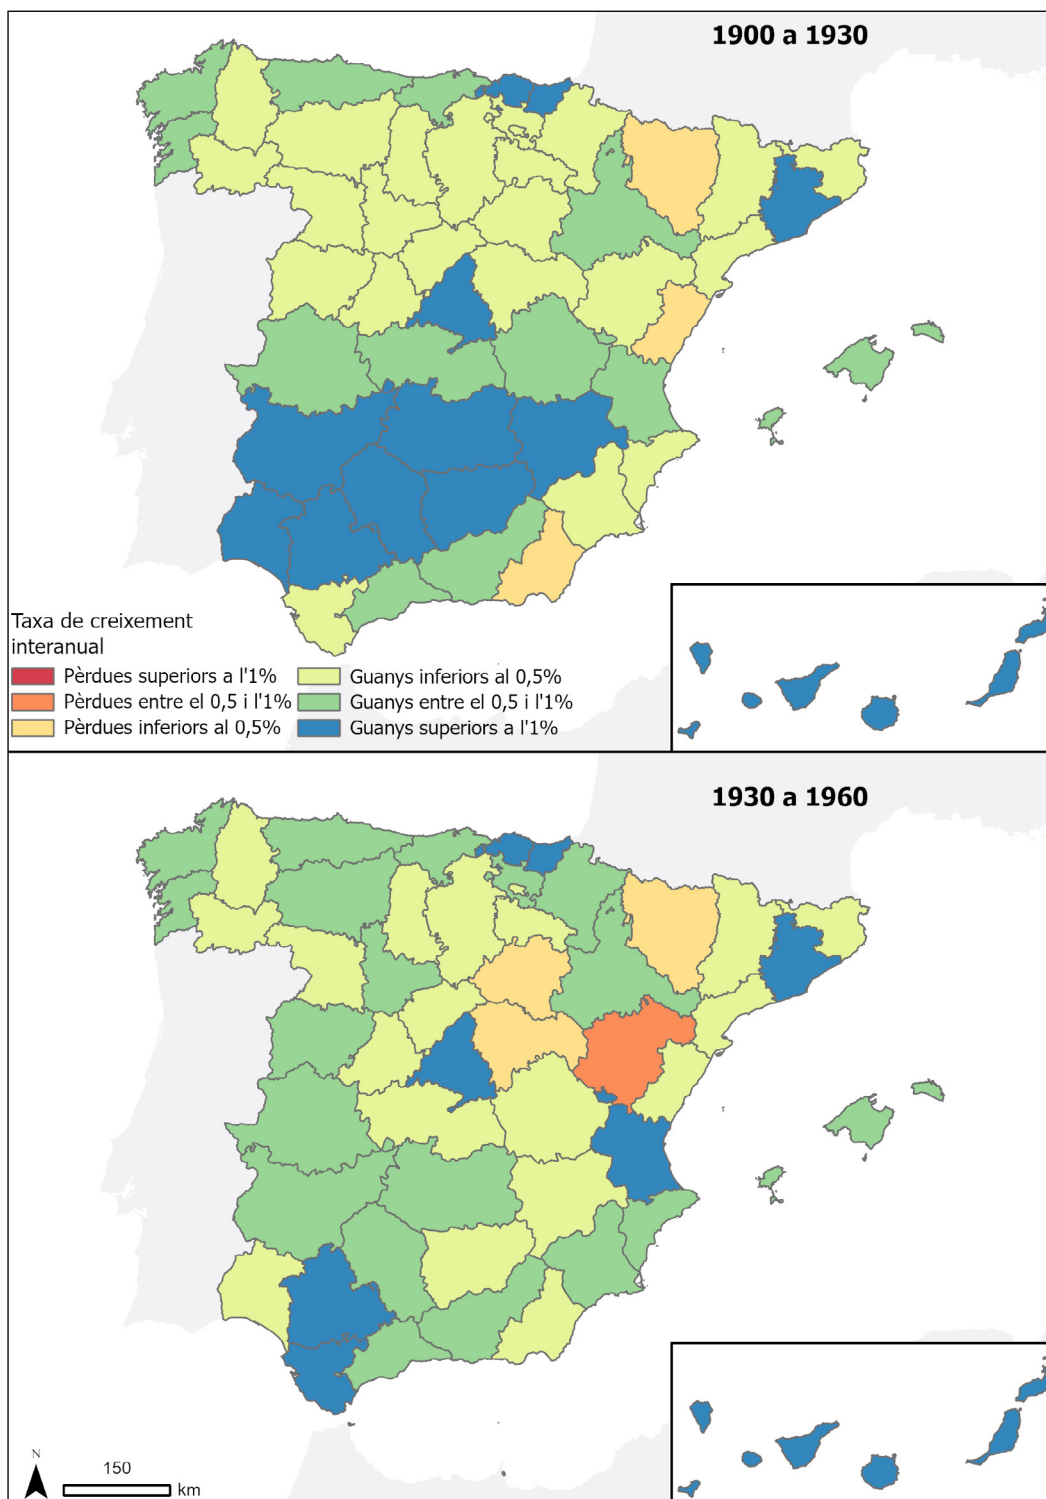 1900 a 1930
Taxa de creixement
interanual
Pèrdues superiors a l'1%
Pèrdues entre el 0,5 i l'1%
Pèrdues inferiors al 0,5%
Guanys inferiors al 0,5%
Guanys entre el 0,5 i l'1%
Guanys superiors a l'1%
1930 a 1960
N
150
km